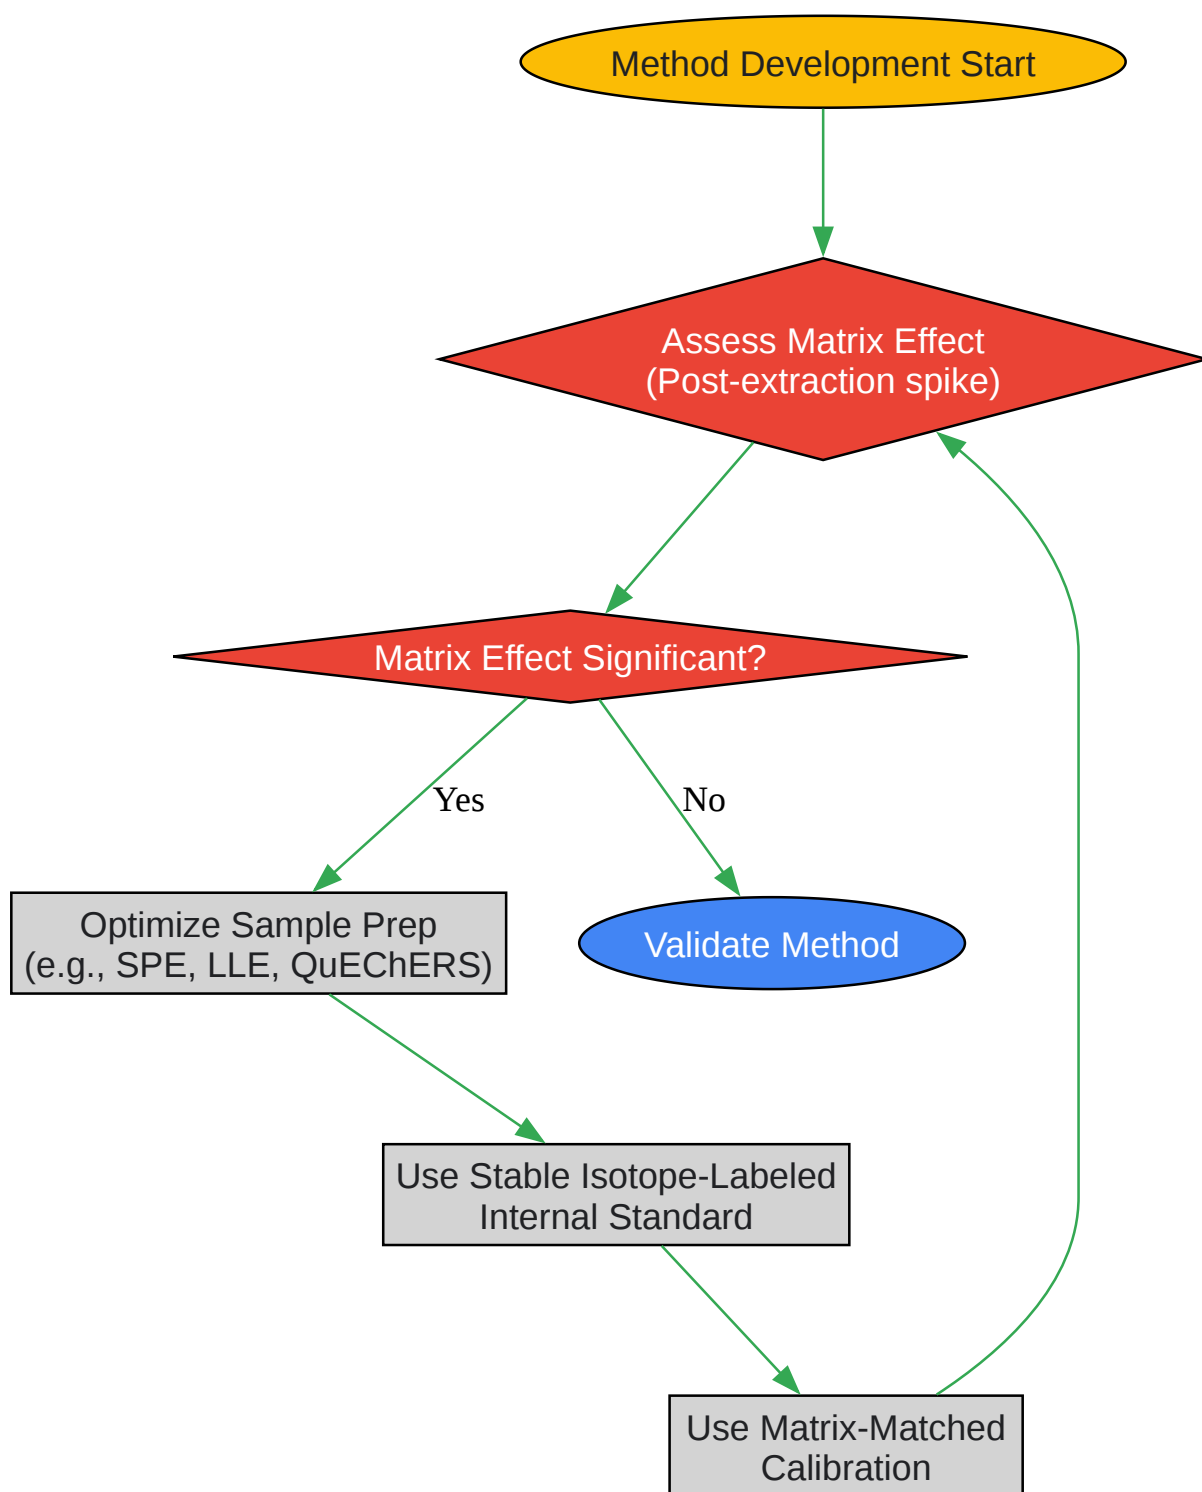 Method Development Start
Assess Matrix Effect
(Post-extraction spike)
Matrix Effect Significant?
Yes
No
Optimize Sample Prep
(e.g., SPE, LLE, QuEChERS)
Validate Method
Use Stable Isotope-Labeled
Internal Standard
Use Matrix-Matched
Calibration